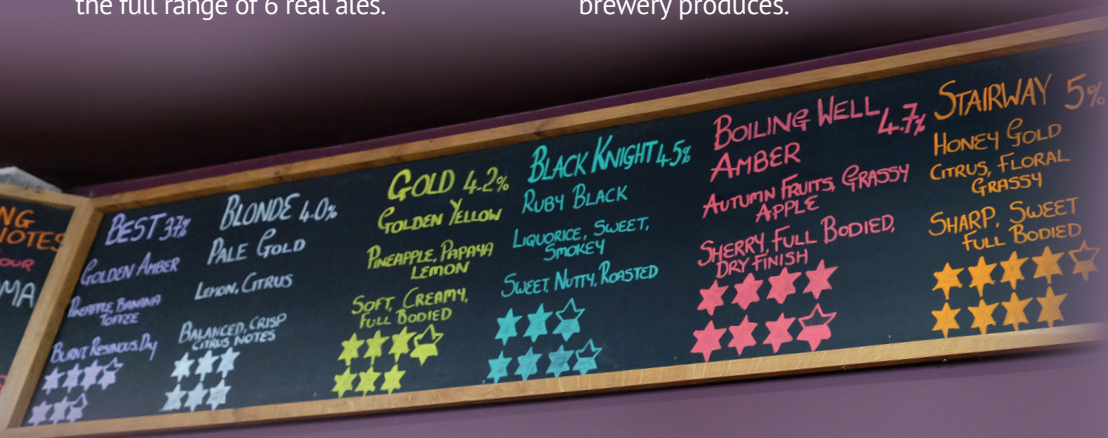 the full range of 6 real ales.
brewery produces.
NG
NOTES
OUR
MA
BEST 3.7%
GOLDEN AMBER
PINEAPPLE, BANANA
TOFFEE
BURNT RESINOUS, DRY
BLONDE 4.0%
PALE GOLD
LEMON, CITRUS
BALANCED, CRISP
CITRUS NOTES
GOLD 4.2%
GOLDEN YELLOW
PINEAPPLE, PAPAYA
LEMON
SOFT, CREAMY,
FULL BODIED
BLACK KNIGHT 4.5%
RUBY BLACK
LIQUORICE, SWEET,
SMOKEY
SWEET NUTTY, ROASTED
BOILING WELL 4.7%
AMBER
AUTUMN FRUITS, GRASSY
APPLE
SHERRY, FULL BODIED,
DRY FINISH
STAIRWAY 5%
HONEY GOLD
CITRUS, FLORAL
GRASSY
SHARP, SWEET
FULL BODIED